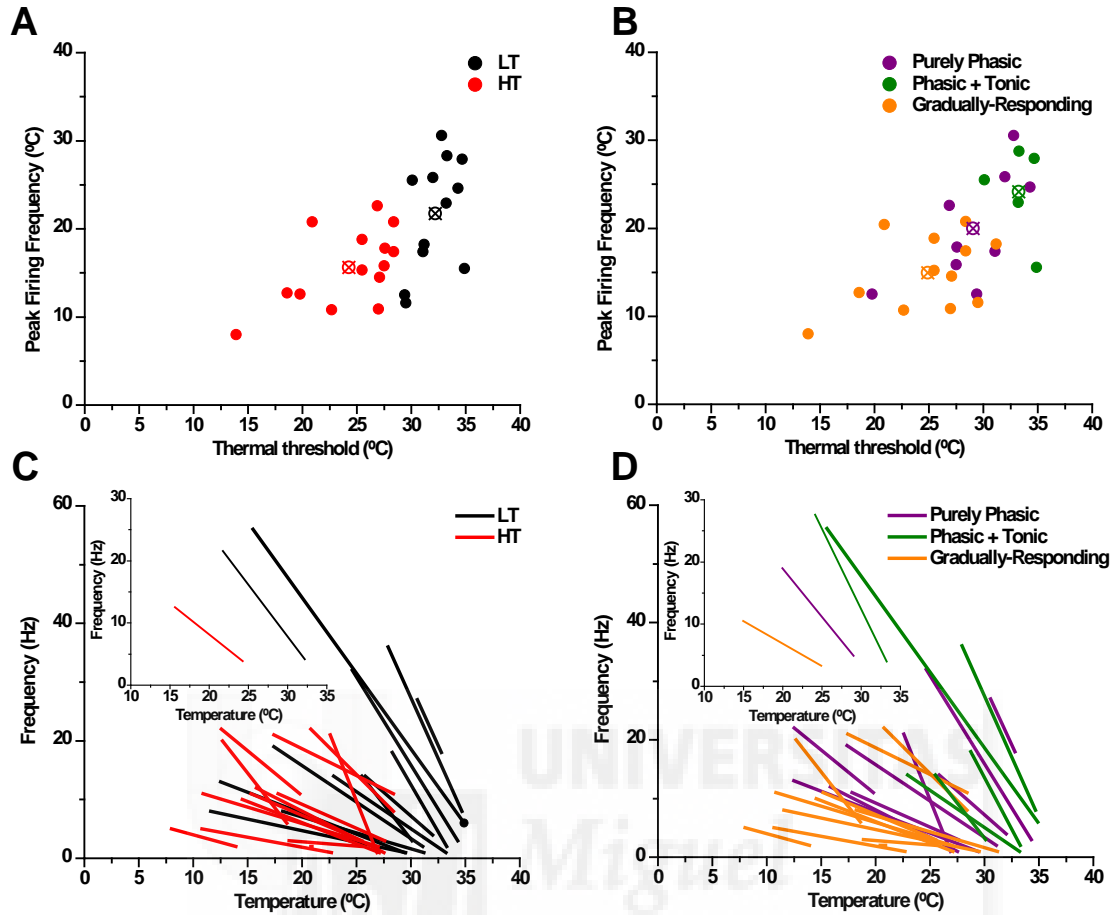 A
40
30
20
10
0
Peak Firing Frequency (ºC)
LT
HT
0 5 10 15 20 25 30 35 40
Thermal threshold (ºC)
B
40
30
20
10
0
Peak Firing Frequency (ºC)
Purely Phasic
Phasic + Tonic
Gradually-Responding
0 5 10 15 20 25 30 35 40
Thermal threshold (ºC)
C
60
40
20
0
Frequency (Hz)
30
20
10
0
Frequency (Hz)
10 15 20 25 30 35
Temperature (ºC)
LT
HT
0 5 10 15 20 25 30 35 40
Temperature (ºC)
D
60
40
20
0
Frequency (Hz)
30
20
10
0
Frequency (Hz)
10 15 20 25 30 35
Temperature (ºC)
Purely Phasic
Phasic + Tonic
Gradually-Responding
0 5 10 15 20 25 30 35 40
Temperature (ºC)
UNIVERSITAS
Miguel